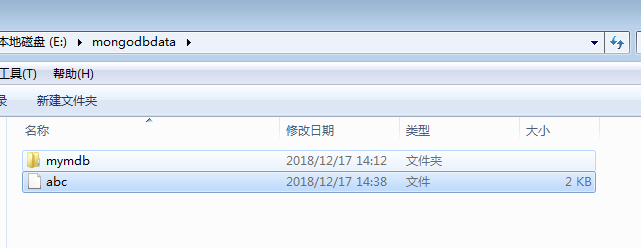 本地磁盘 (E:) ▸ mongodbdata ▸
工具(T) 帮助(H)
录 新建文件夹
名称 修改日期 类型 大小
mymdb 2018/12/17 14:12 文件夹
abc 2018/12/17 14:38 文件 2 KB